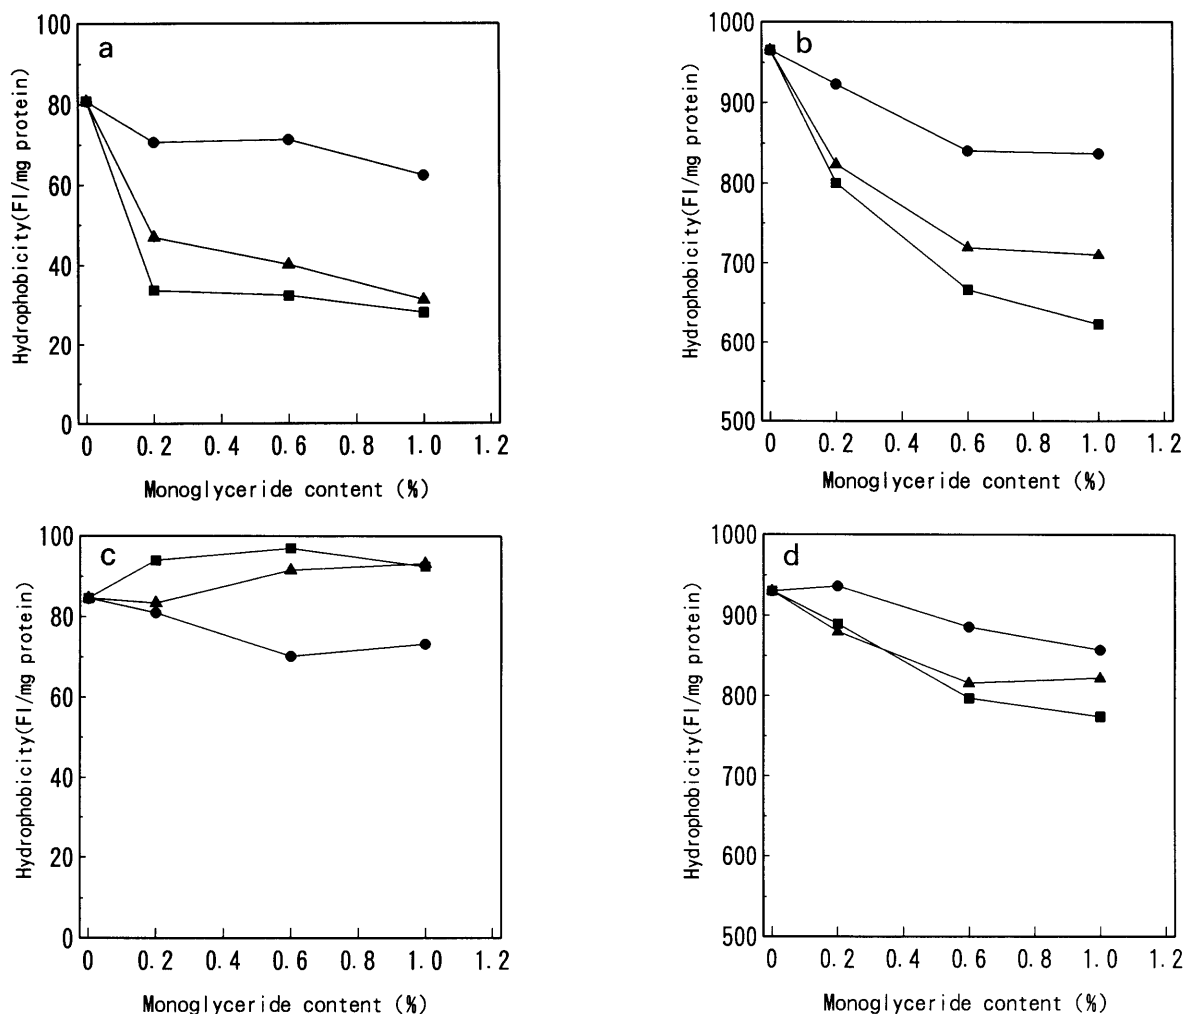 a
Hydrophobicity(FI/mg protein)
100
80
60
40
20
0
0 0.2 0.4 0.6 0.8 1.0 1.2
Monoglyceride content (%)
b
Hydrophobicity(FI/mg protein)
1000
900
800
700
600
500
0 0.2 0.4 0.6 0.8 1.0 1.2
Monoglyceride content (%)
c
Hydrophobicity(FI/mg protein)
100
80
60
40
20
0
0 0.2 0.4 0.6 0.8 1.0 1.2
Monoglyceride content (%)
d
Hydrophobicity(FI/mg protein)
1000
900
800
700
600
500
0 0.2 0.4 0.6 0.8 1.0 1.2
Monoglyceride content (%)